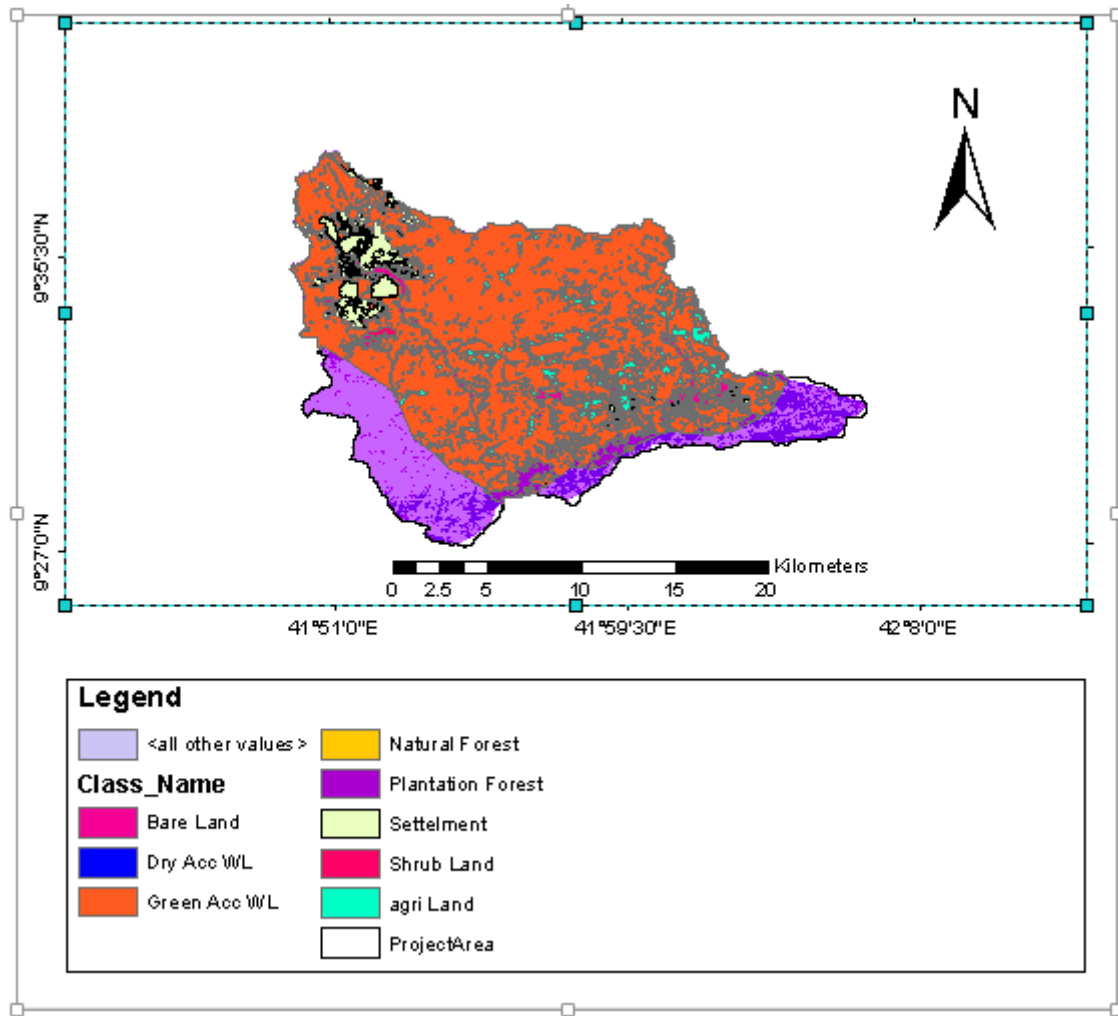 N
9°35'30"N
9°27'0"N
Kilometers
0 2.5 5 10 15 20
41°51'0"E 41°59'30"E 42°8'0"E
Legend
<all other values>
Class_Name
Bare Land
Dry Acc WL
Green Acc WL
Natural Forest
Plantation Forest
Settelment
Shrub Land
agri Land
ProjectArea